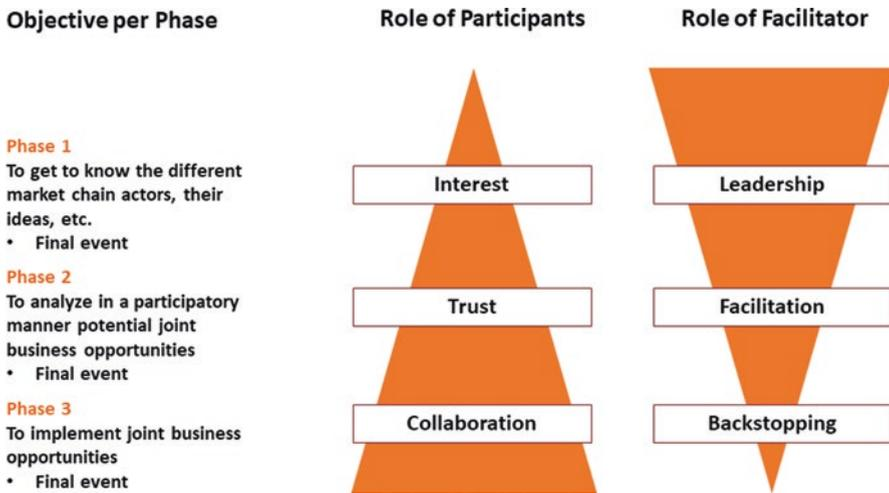 Objective per Phase
Role of Participants
Role of Facilitator
Phase 1
To get to know the different
market chain actors, their
ideas, etc.
• Final event
Interest
Leadership
Phase 2
To analyze in a participatory
manner potential joint
business opportunities
• Final event
Trust
Facilitation
Phase 3
To implement joint business
opportunities
• Final event
Collaboration
Backstopping